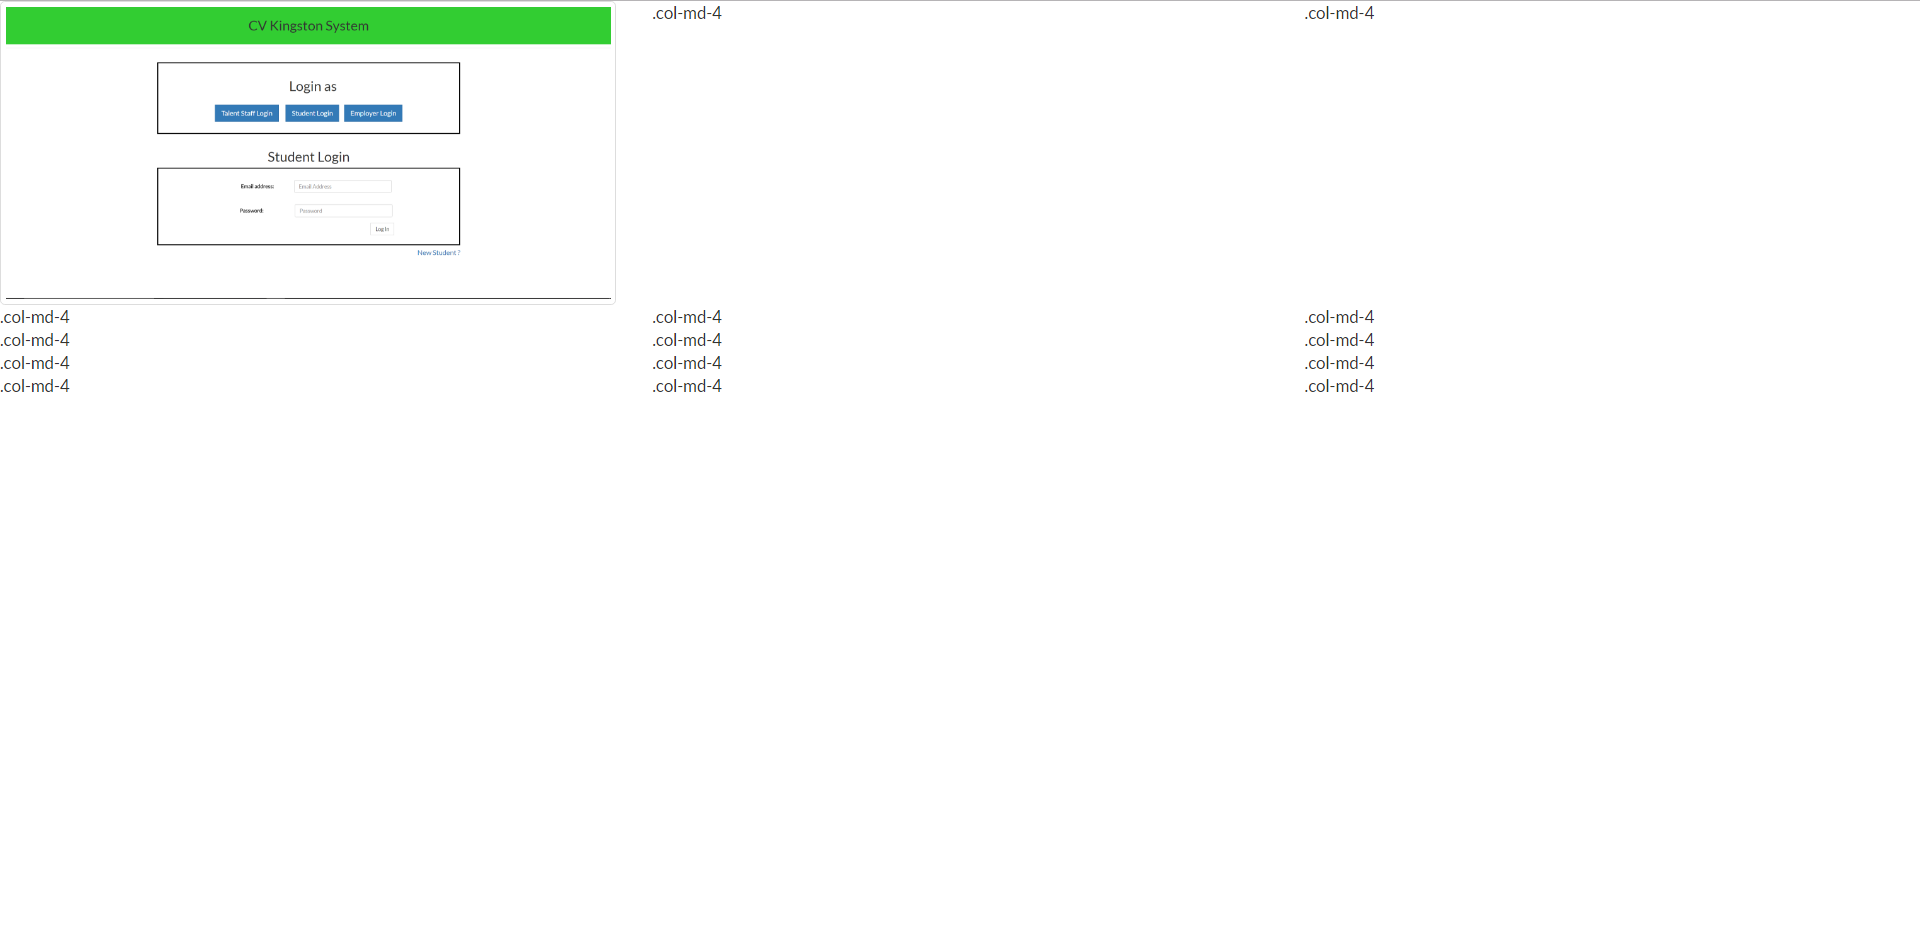 CV Kingston System
Login as
Talent Staff Login Student Login Employer Login
Student Login
Email address: Email Address
Password: Password
Log In
New Student ?
.col-md-4 .col-md-4
.col-md-4 .col-md-4 .col-md-4
.col-md-4 .col-md-4 .col-md-4
.col-md-4 .col-md-4 .col-md-4
.col-md-4 .col-md-4 .col-md-4